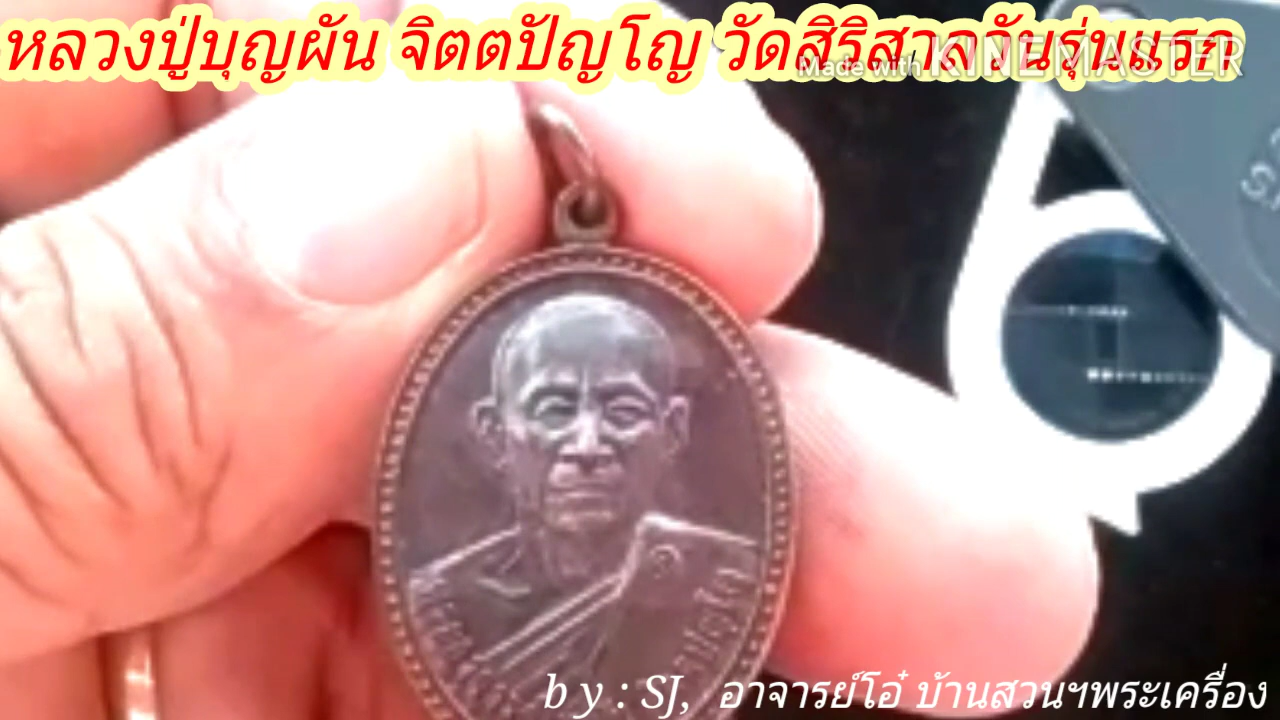 หลวงปู่บุญผัน จิตตปัญโญ วัดสิริสาลวันรุ่นแรก
Made with KINEMASTER
by : SJ, อาจารย์โอ๋ บ้านสวนฯพระเครื่อง